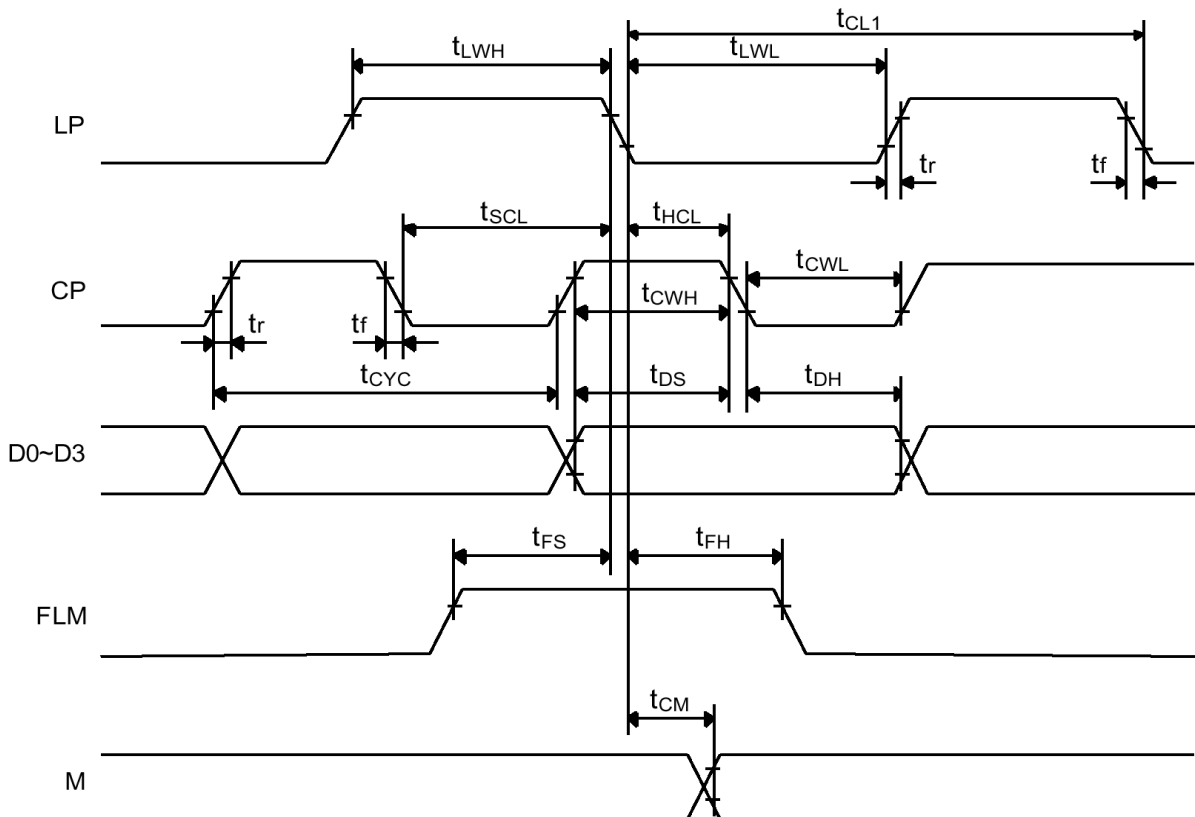 tCL1
tLWH
tLWL
LP
tr
tf
tSCL
tHCL
tCWL
CP
tCWH
tr
tf
tCYC
tDS
tDH
D0~D3
tFS
tFH
FLM
tCM
M